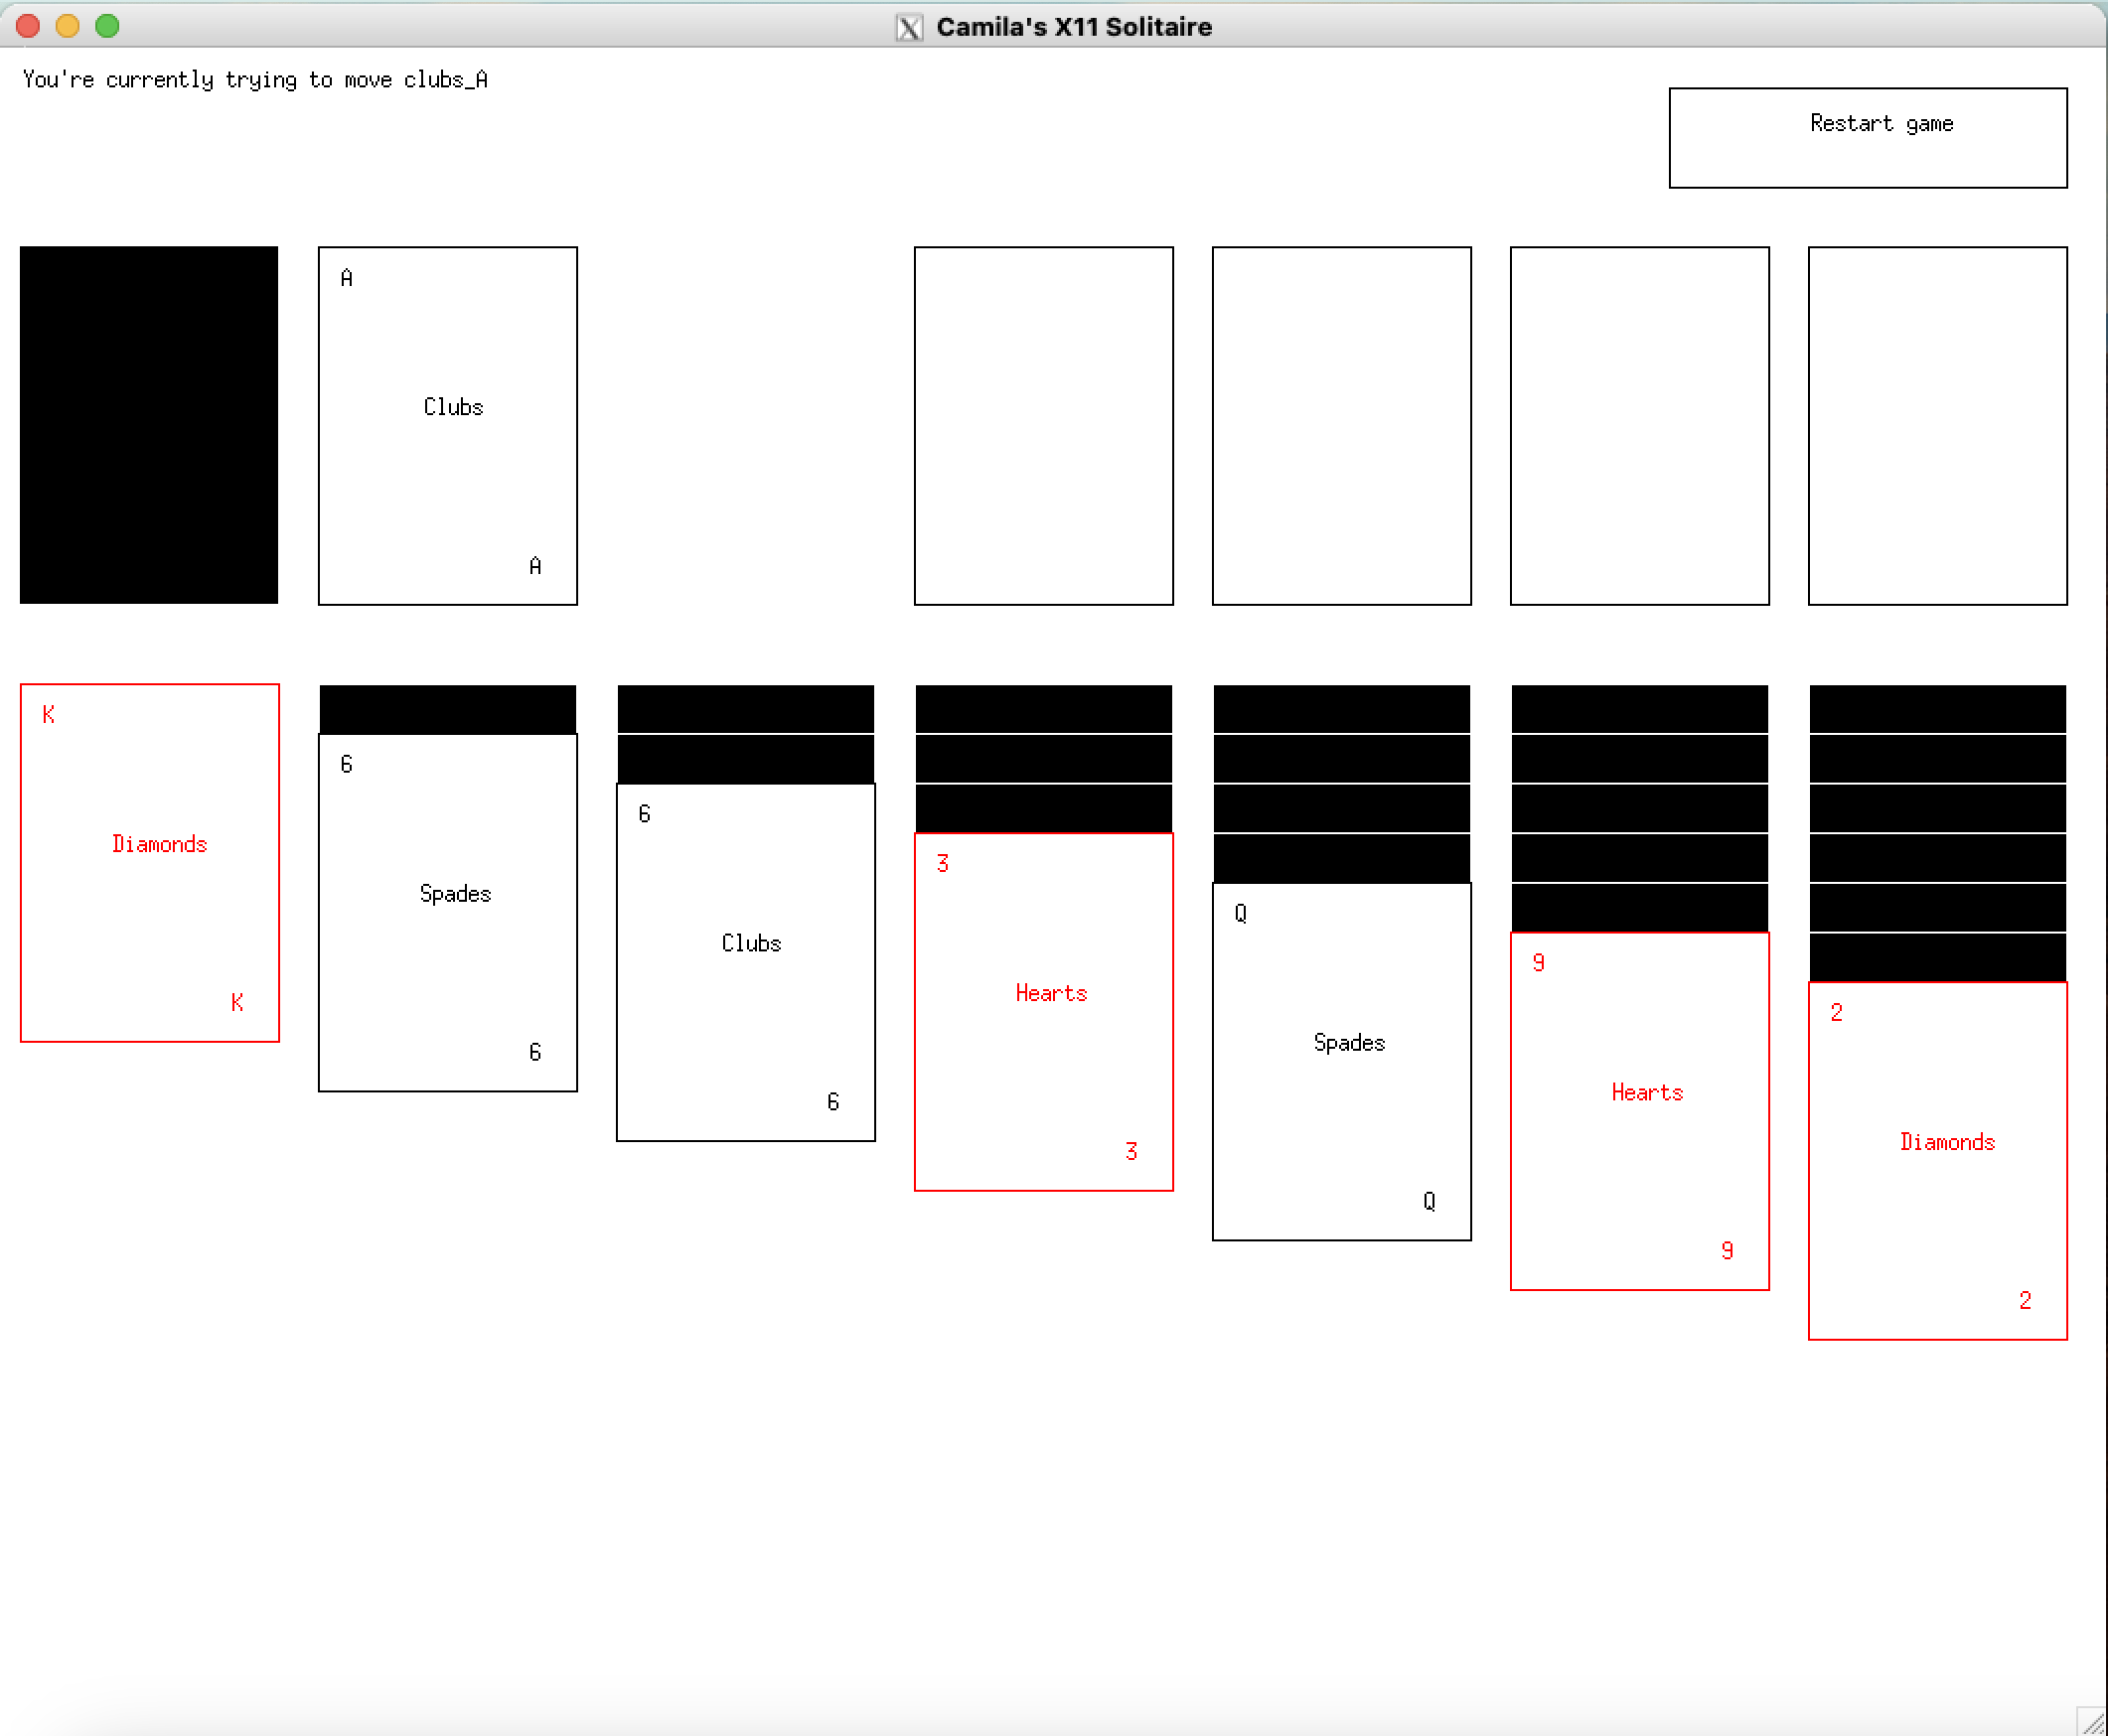 Camila's X11 Solitaire
You're currently trying to move clubs_A
Restart game
A
Clubs
A
K
Diamonds
K
6
Spades
6
6
Clubs
6
3
Hearts
3
Q
Spades
Q
9
Hearts
9
2
Diamonds
2